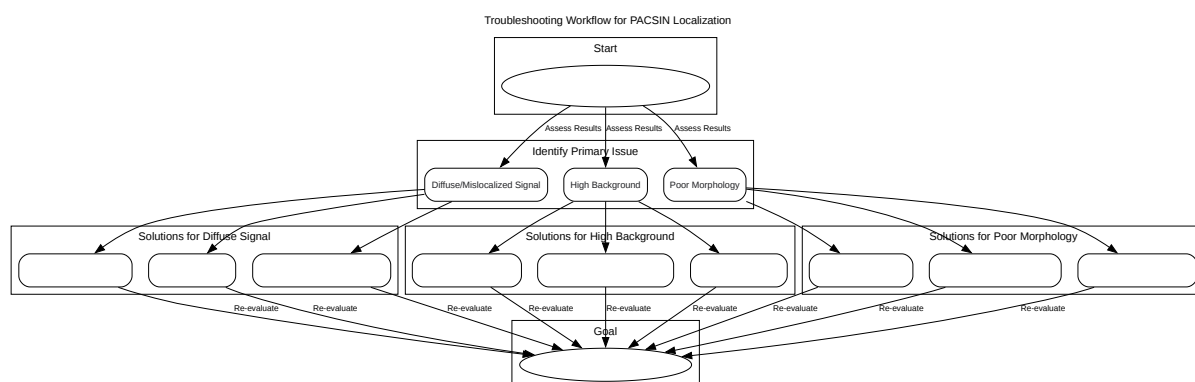 Troubleshooting Workflow for PACSIN Localization
Start
Assess Results Assess Results Assess Results
Identify Primary Issue
Diffuse/Mislocalized Signal High Background Poor Morphology
Solutions for Diffuse Signal Solutions for High Background Solutions for Poor Morphology
Re-evaluate Re-evaluate Re-evaluate Re-evaluate Re-evaluate Re-evaluate Re-evaluate Re-evaluate Re-evaluate
Goal